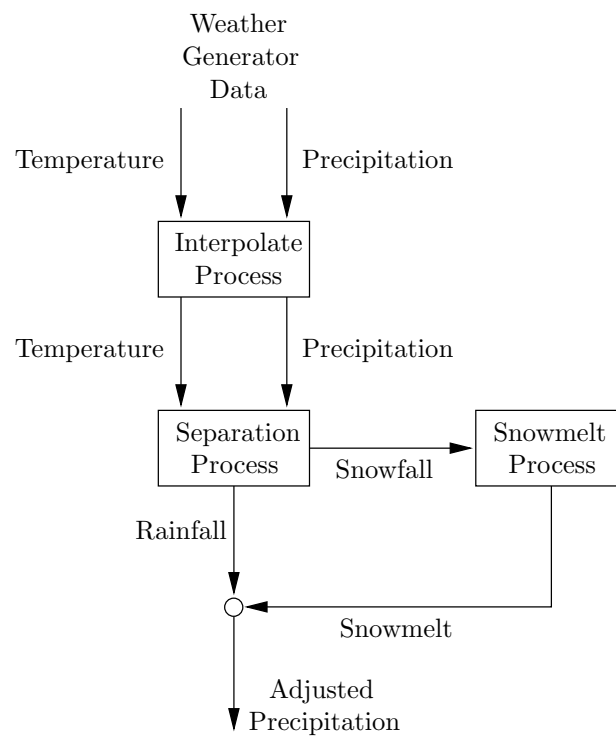 Weather
Generator
Data
Temperature
Precipitation
Interpolate
Process
Temperature
Precipitation
Separation
Process
Snowfall
Snowmelt
Process
Rainfall
Snowmelt
Adjusted
Precipitation